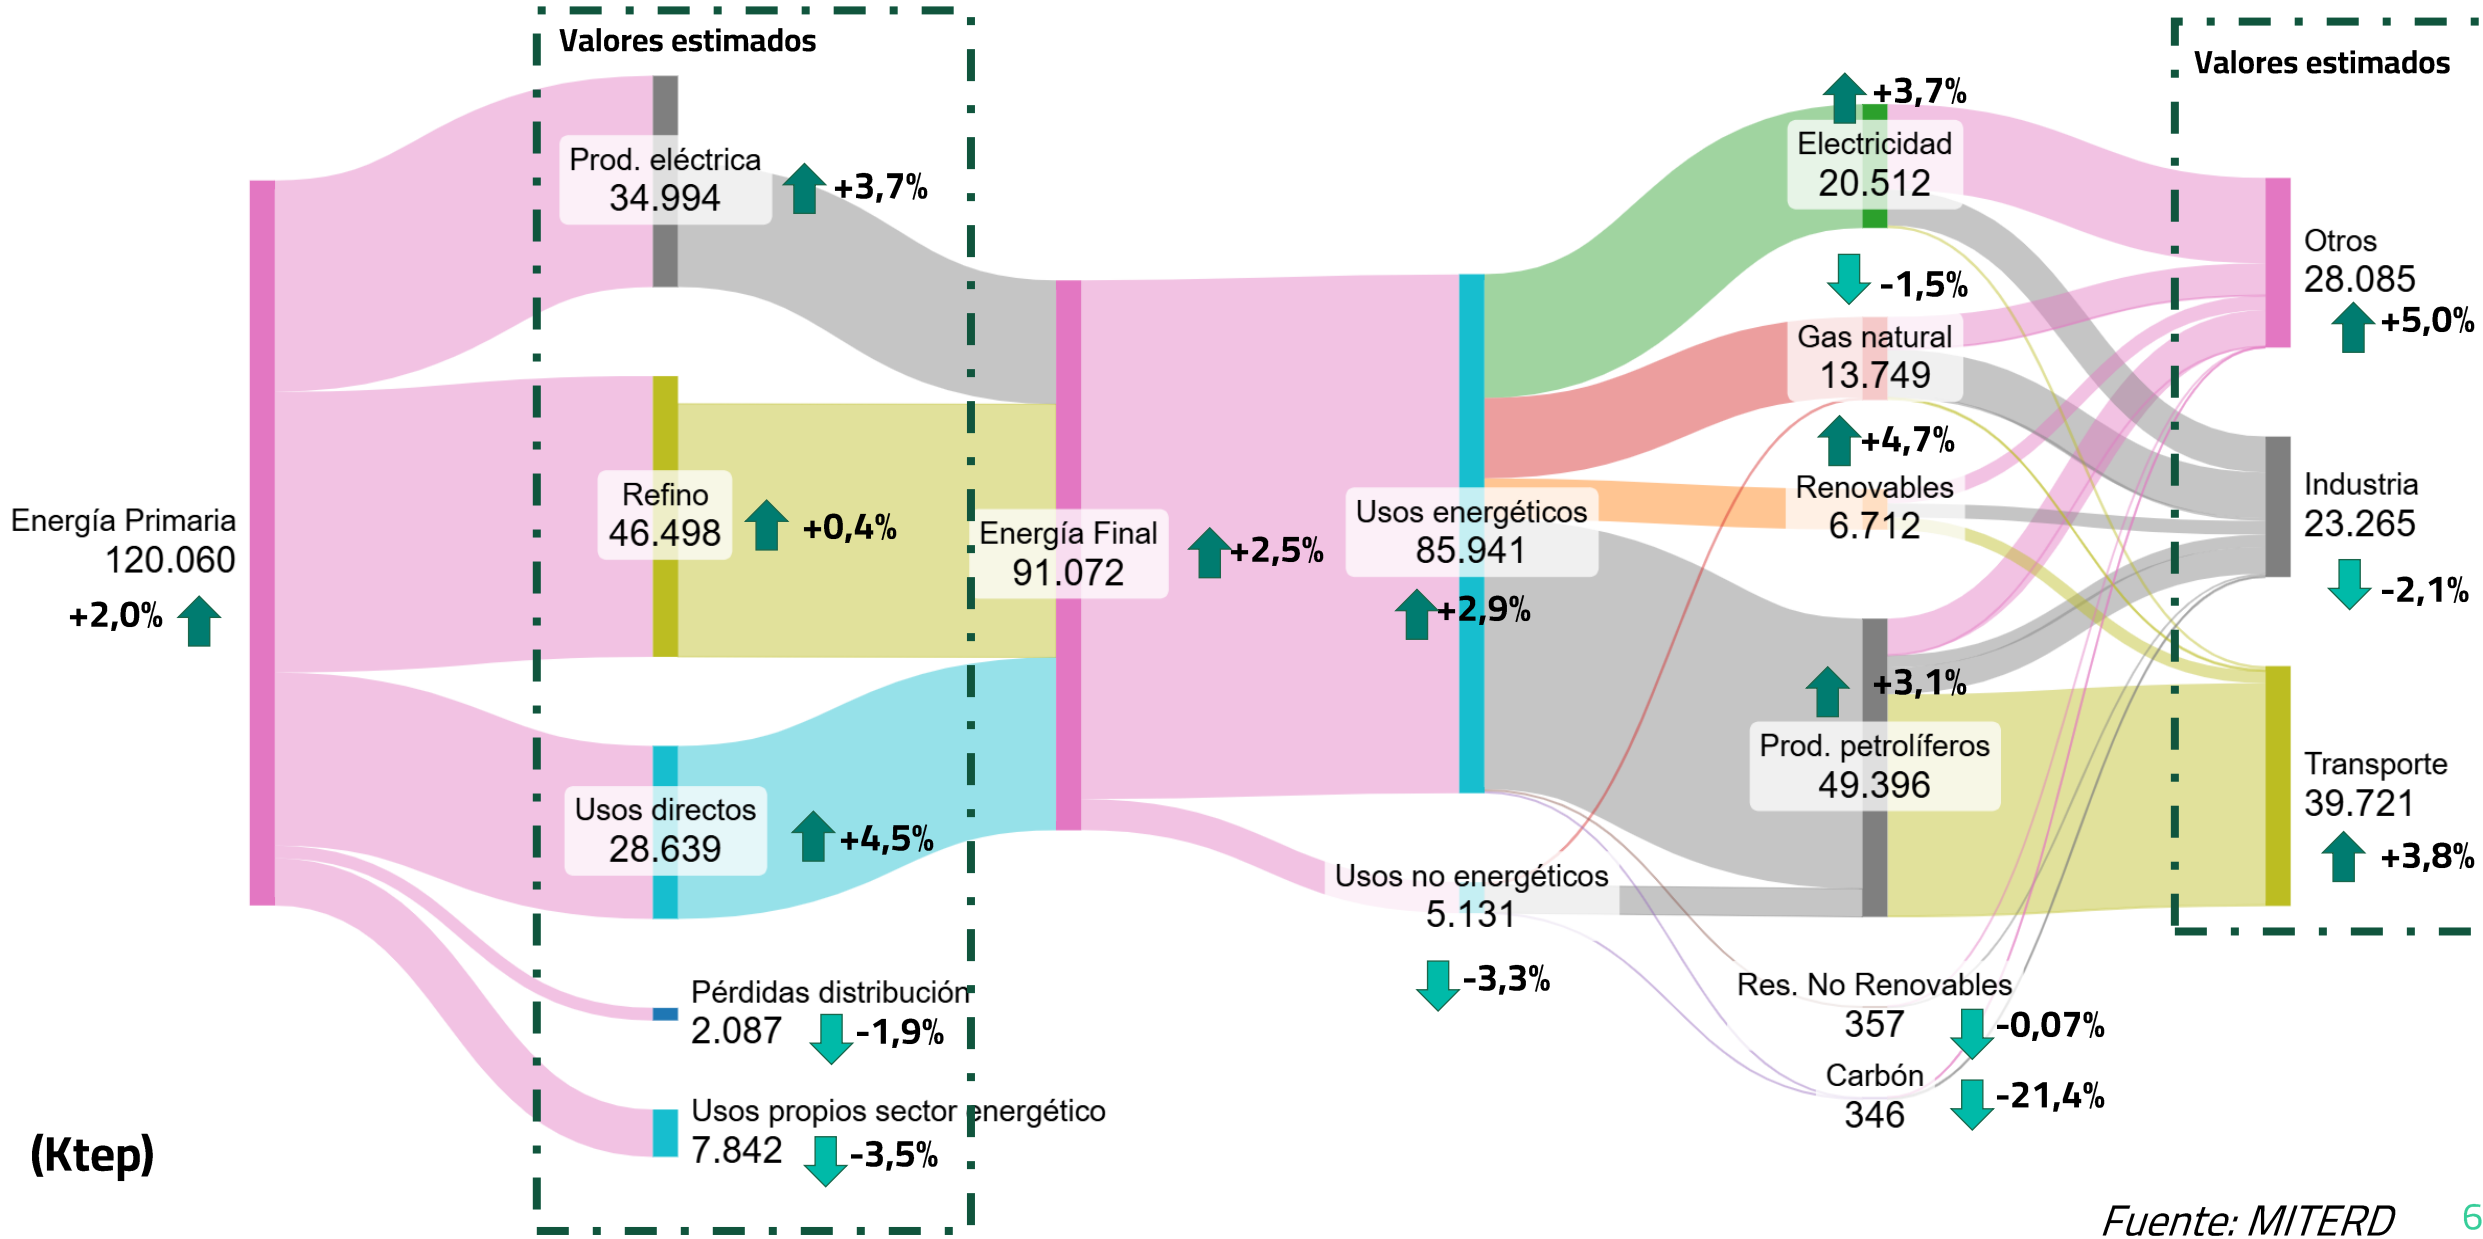 Valores estimados
Valores estimados
Energía Primaria
120.060
+2,0%
Prod. eléctrica
34.994
+3,7%
Refino
46.498
+0,4%
Usos directos
28.639
+4,5%
Pérdidas distribución
2.087
-1,9%
Usos propios sector energético
7.842
-3,5%
Energía Final
91.072
+2,5%
Usos energéticos
85.941
+2,9%
Usos no energéticos
5.131
-3,3%
+3,7%
Electricidad
20.512
-1,5%
Gas natural
13.749
+4,7%
Renovables
6.712
+3,1%
Prod. petrolíferos
49.396
Res. No Renovables
357
-0,07%
Carbón
346
-21,4%
Otros
28.085
+5,0%
Industria
23.265
-2,1%
Transporte
39.721
+3,8%
(Ktep)
Fuente: MITERD
6